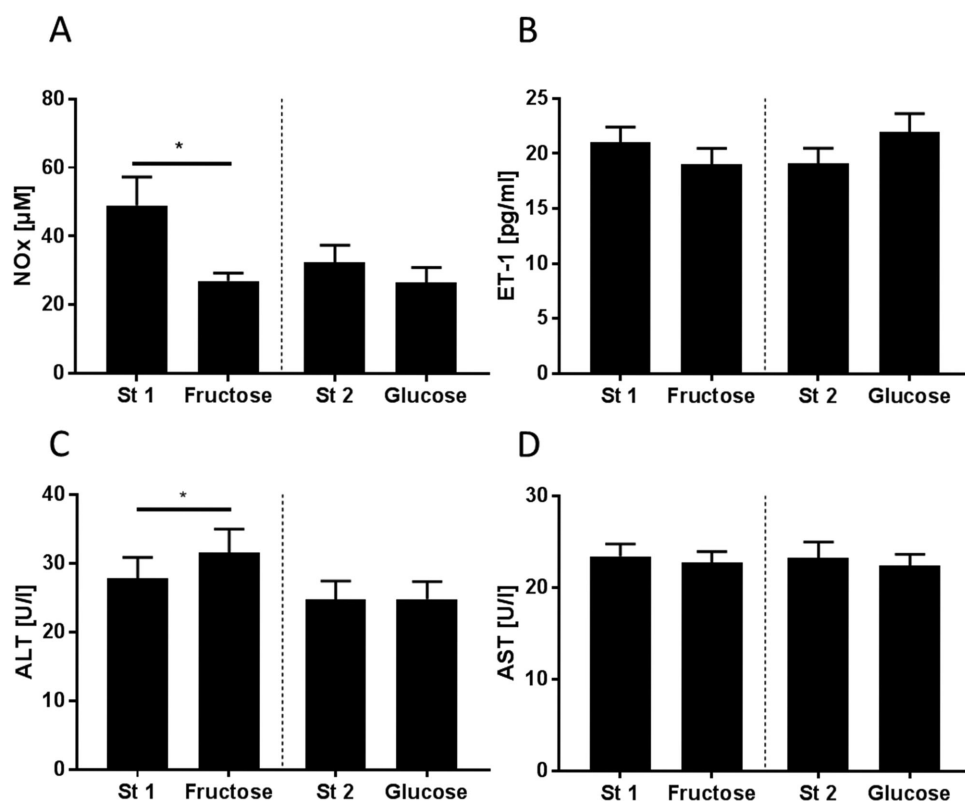 A
B
80
60
40
20
0
NOx [µM]
*
St 1 Fructose St 2 Glucose
25
20
15
10
5
0
ET-1 [pg/ml]
St 1 Fructose St 2 Glucose
C
D
40
30
20
10
0
ALT [U/l]
*
St 1 Fructose St 2 Glucose
30
20
10
0
AST [U/l]
St 1 Fructose St 2 Glucose